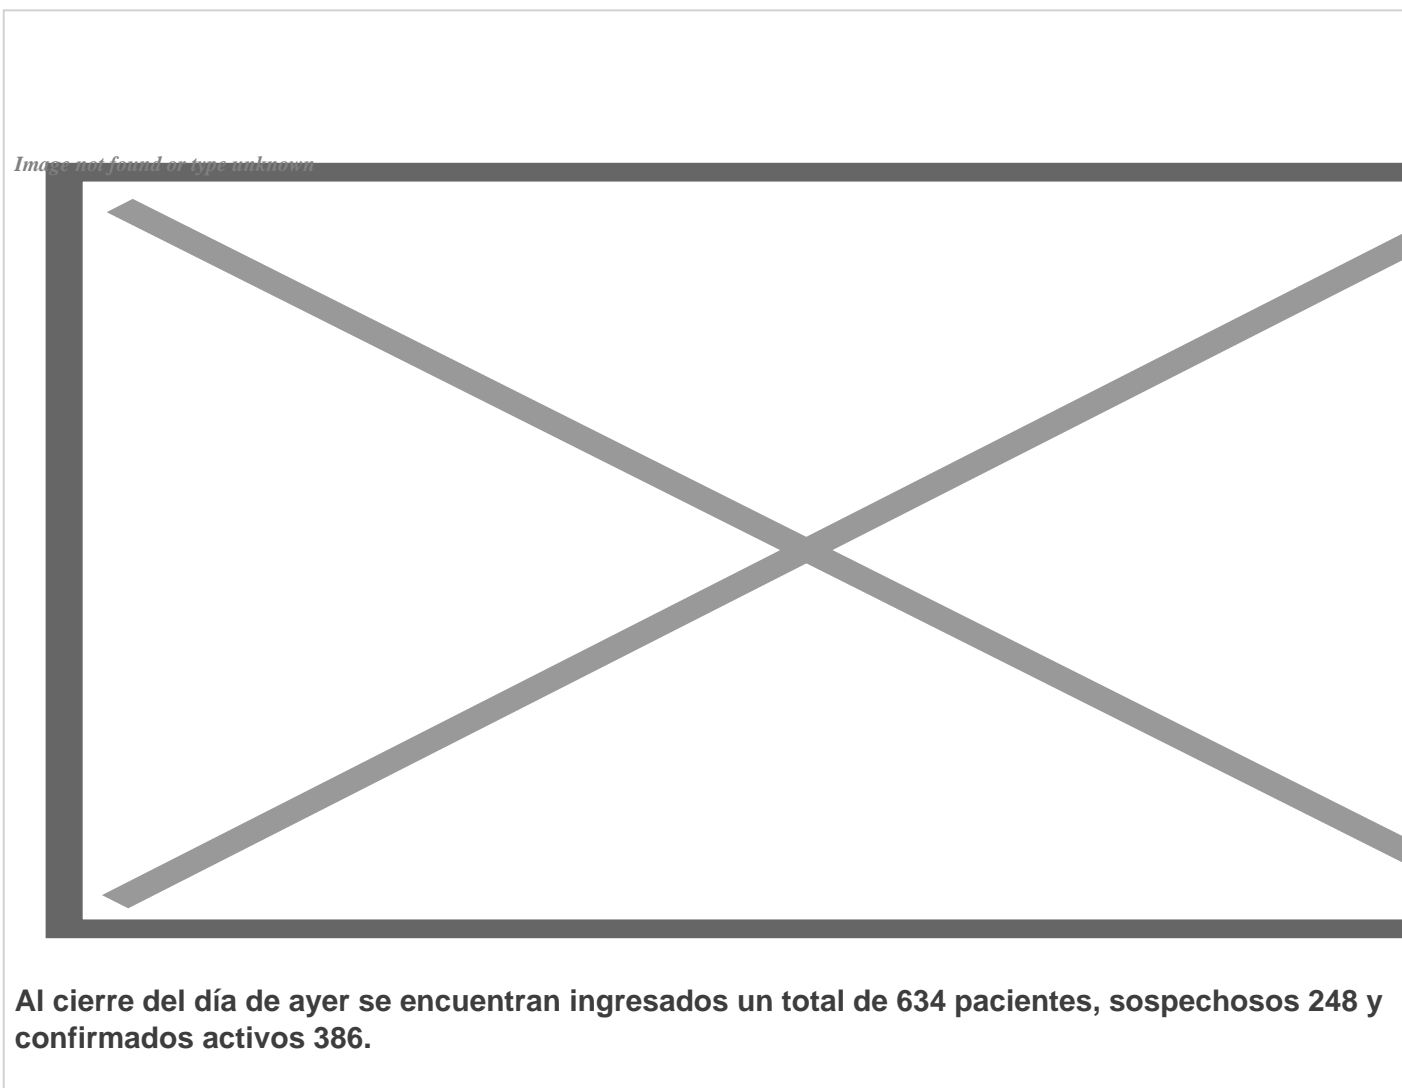 Image not found or type unknown
Al cierre del día de ayer se encuentran ingresados un total de 634 pacientes, sospechosos 248 y
confirmados activos 386.